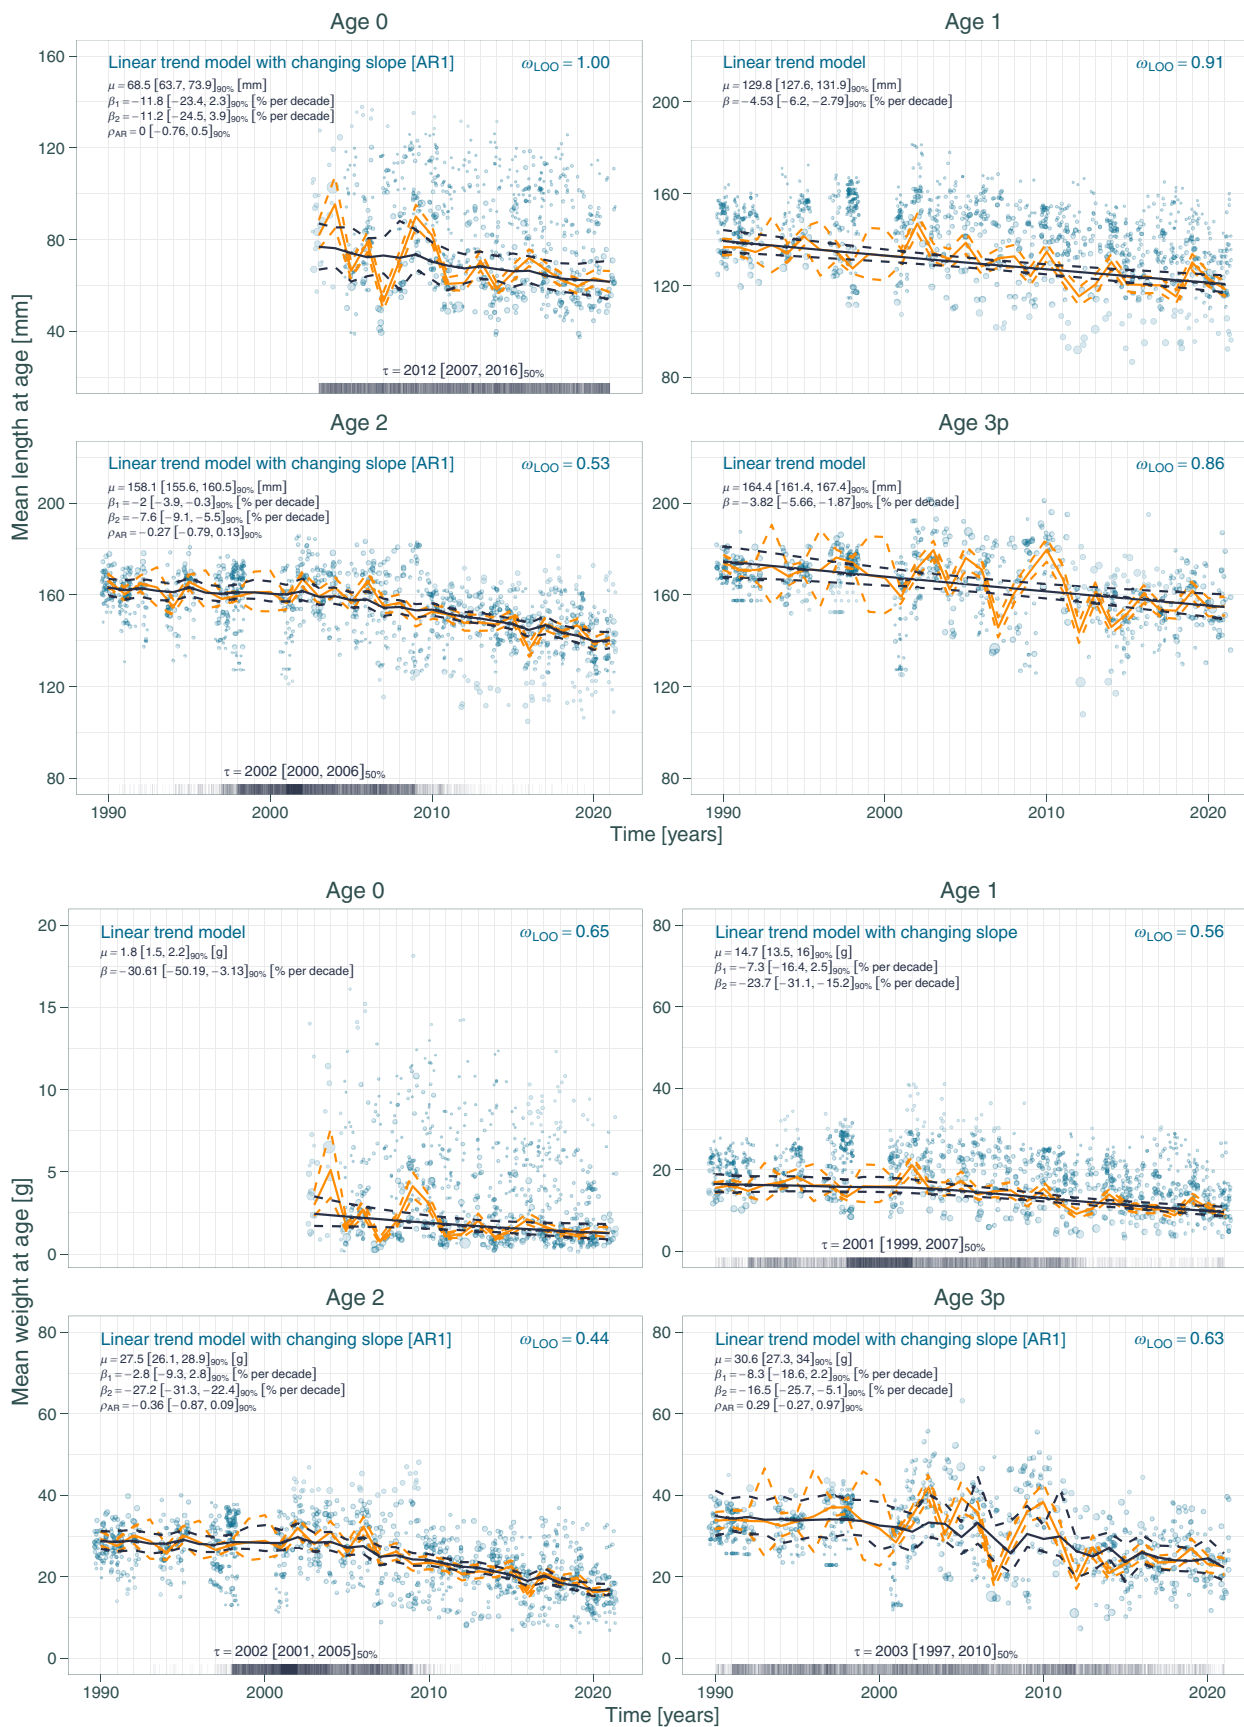 Age 0
Age 1
160
120
80
40
Linear trend model with changing slope [AR1]
ω LOO = 1.00
μ = 68.5 [63.7, 73.9]90% [mm]
β1 = −11.8 [−23.4, 2.3]90% [% per decade]
β2 = −11.2 [−24.5, 3.9]90% [% per decade]
ρAR = 0 [−0.76, 0.5]90%
τ = 2012 [2007, 2016]50%
200
160
120
80
Linear trend model
ω LOO = 0.91
μ = 129.8 [127.6, 131.9]90% [mm]
β = −4.53 [−6.2, −2.79]90% [% per decade]
Mean length at age [mm]
Age 2
Age 3p
200
160
120
80
Linear trend model with changing slope [AR1]
ω LOO = 0.53
μ = 158.1 [155.6, 160.5]90% [mm]
β1 = −2 [−3.9, −0.3]90% [% per decade]
β2 = −7.6 [−9.1, −5.5]90% [% per decade]
ρAR = −0.27 [−0.79, 0.13]90%
τ = 2002 [2000, 2006]50%
1990 2000 2010 2020
200
160
120
80
Linear trend model
ω LOO = 0.86
μ = 164.4 [161.4, 167.4]90% [mm]
β = −3.82 [−5.66, −1.87]90% [% per decade]
1990 2000 2010 2020
Time [years]
Age 0
Age 1
20
15
10
5
0
Linear trend model
ω LOO = 0.65
μ = 1.8 [1.5, 2.2]90% [g]
β = −30.61 [−50.19, −3.13]90% [% per decade]
80
60
40
20
0
Linear trend model with changing slope
ω LOO = 0.56
μ = 14.7 [13.5, 16]90% [g]
β1 = −7.3 [−16.4, 2.5]90% [% per decade]
β2 = −23.7 [−31.1, −15.2]90% [% per decade]
τ = 2001 [1999, 2007]50%
Mean weight at age [g]
Age 2
Age 3p
80
60
40
20
0
Linear trend model with changing slope [AR1]
ω LOO = 0.44
μ = 27.5 [26.1, 28.9]90% [g]
β1 = −2.8 [−9.3, 2.8]90% [% per decade]
β2 = −27.2 [−31.3, −22.4]90% [% per decade]
ρAR = −0.36 [−0.87, 0.09]90%
τ = 2002 [2001, 2005]50%
1990 2000 2010 2020
80
60
40
20
0
Linear trend model with changing slope [AR1]
ω LOO = 0.63
μ = 30.6 [27.3, 34]90% [g]
β1 = −8.3 [−18.6, 2.2]90% [% per decade]
β2 = −16.5 [−25.7, −5.1]90% [% per decade]
ρAR = 0.29 [−0.27, 0.97]90%
τ = 2003 [1997, 2010]50%
1990 2000 2010 2020
Time [years]